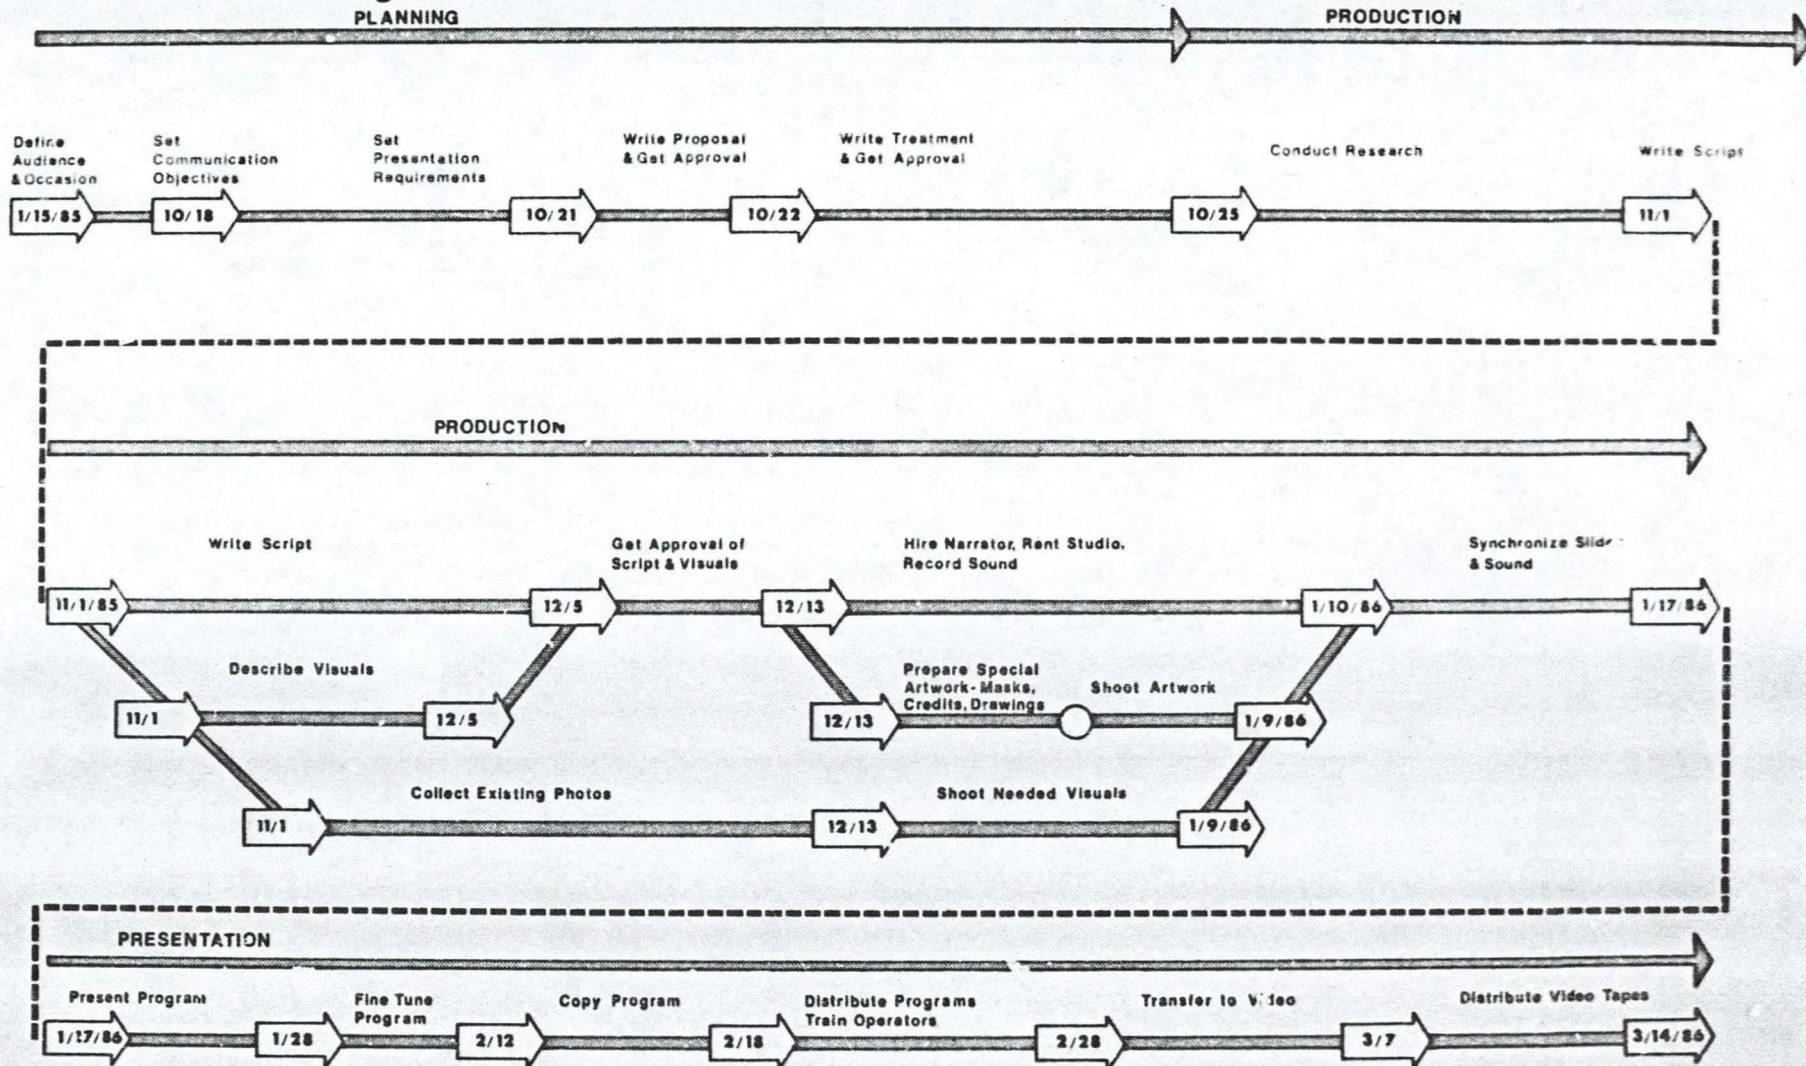 PLANNING
PRODUCTION
Define
Audience
& Occasion
Set
Communication
Objectives
Set
Presentation
Requirements
Write Proposal
& Get Approval
Write Treatment
& Get Approval
Conduct Research
Write Script
1/15/85
10/18
10/21
10/22
10/25
11/1
PRODUCTION
Write Script
Get Approval of
Script & Visuals
Hire Narrator, Rent Studio,
Record Sound
Synchronize Slide
& Sound
11/1/85
12/5
12/13
1/10/86
1/17/86
Describe Visuals
Prepare Special
Artwork - Masks,
Credits, Drawings
Shoot Artwork
11/1
12/5
12/13
1/9/86
Collect Existing Photos
Shoot Needed Visuals
11/1
12/13
1/9/86
PRESENTATION
Present Program
Fine Tune
Program
Copy Program
Distribute Programs
Train Operators
Transfer to Video
Distribute Video Tapes
1/27/86
1/28
2/12
2/18
2/28
3/7
3/14/86